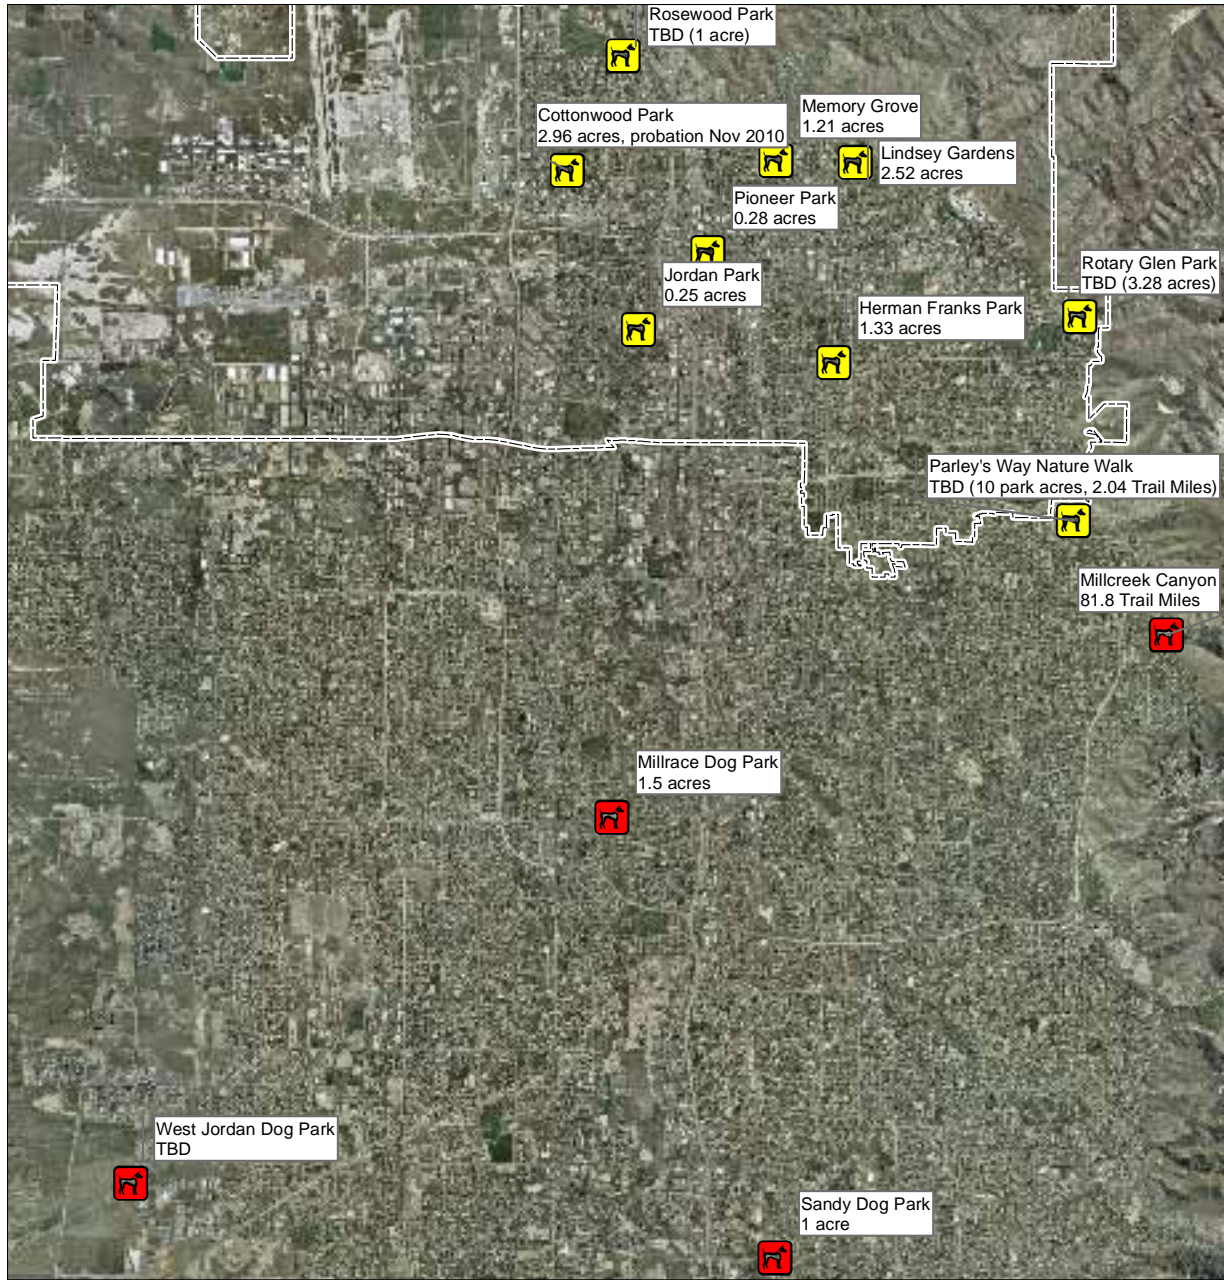 Rosewood Park
TBD (1 acre)
Cottonwood Park
2.96 acres, probation Nov 2010
Memory Grove
1.21 acres
Lindsey Gardens
2.52 acres
Pioneer Park
0.28 acres
Jordan Park
0.25 acres
Rotary Glen Park
TBD (3.28 acres)
Herman Franks Park
1.33 acres
Parley's Way Nature Walk
TBD (10 park acres, 2.04 Trail Miles)
Millcreek Canyon
81.8 Trail Miles
Millrace Dog Park
1.5 acres
West Jordan Dog Park
TBD
Sandy Dog Park
1 acre